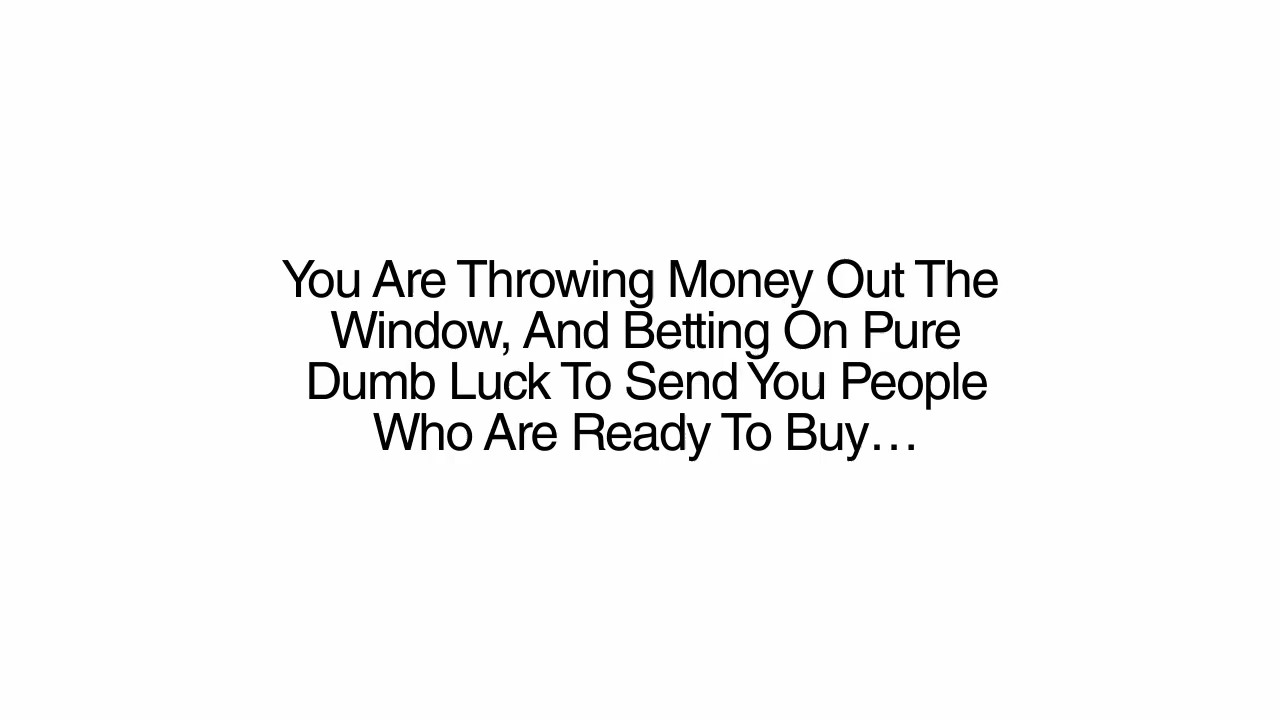 You Are Throwing Money Out The
Window, And Betting On Pure
Dumb Luck To Send You People
Who Are Ready To Buy…